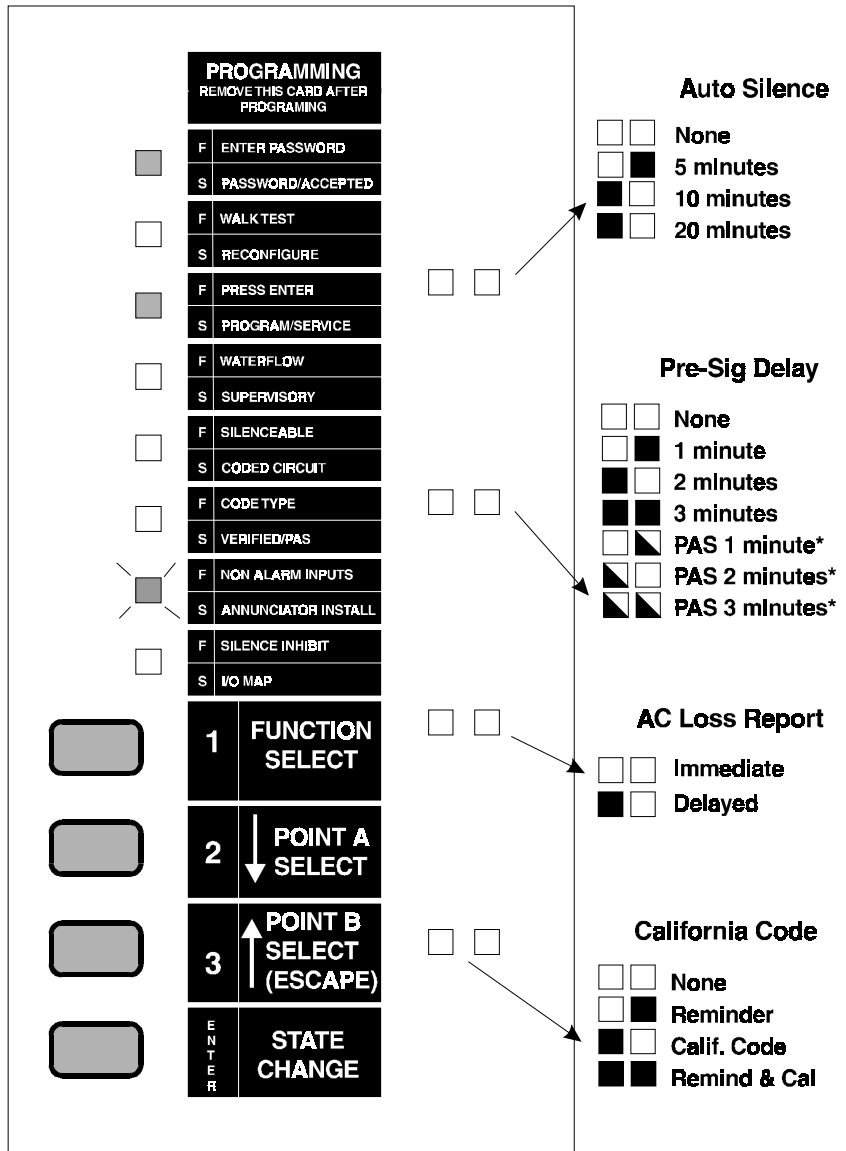 PROGRAMMING
REMOVE THIS CARD AFTER
PROGRAMING
F ENTER PASSWORD
S PASSWORD/ACCEPTED
F WALK TEST
S RECONFIGURE
F PRESS ENTER
S PROGRAM/SERVICE
F WATERFLOW
S SUPERVISORY
F SILENCEABLE
S CODED CIRCUIT
F CODE TYPE
S VERIFIED/PAS
F NON ALARM INPUTS
S ANNUNCIATOR INSTALL
F SILENCE INHIBIT
S I/O MAP
1 FUNCTION
SELECT
2 POINT A
SELECT
3 POINT B
SELECT
(ESCAPE)
ENTER STATE
CHANGE
Auto Silence
None
5 minutes
10 minutes
20 minutes
Pre-Sig Delay
None
1 minute
2 minutes
3 minutes
PAS 1 minute*
PAS 2 minutes*
PAS 3 minutes*
AC Loss Report
Immediate
Delayed
California Code
None
Reminder
Calif. Code
Remind & Cal